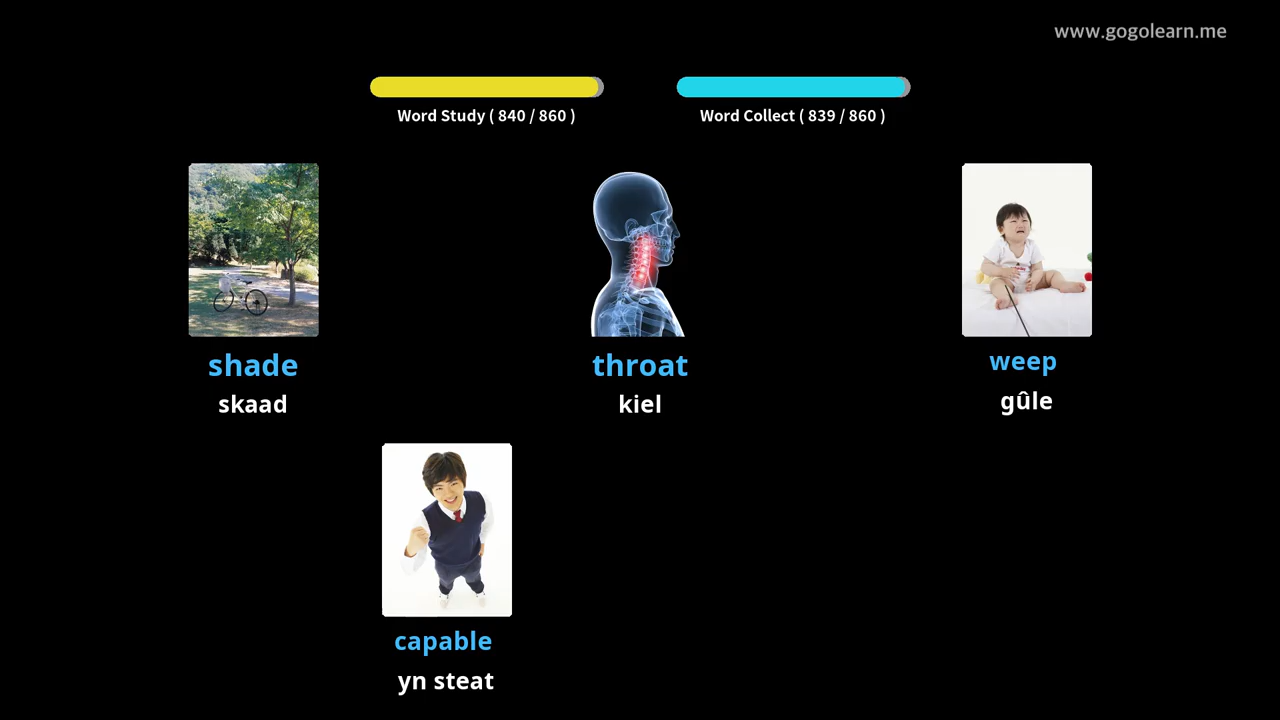 www.gogolearn.me
Word Study ( 840 / 860 )
Word Collect ( 839 / 860 )
shade
skaad
throat
kiel
weep
gûle
capable
yn steat